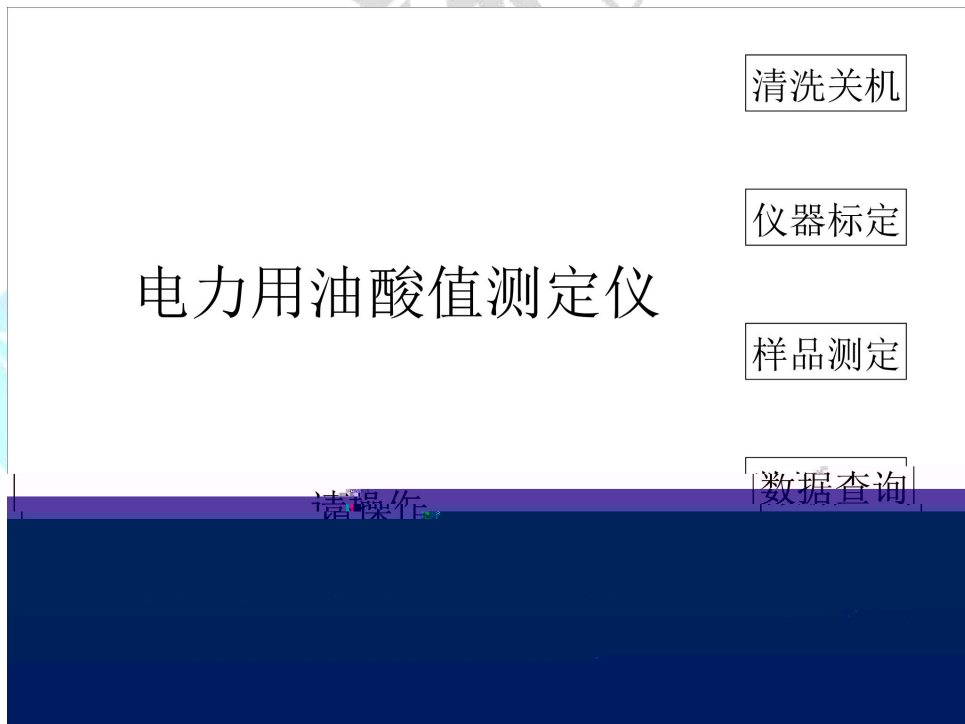 清洗关机
仪器标定
电力用油酸值测定仪
样品测定
数据查询
请操作